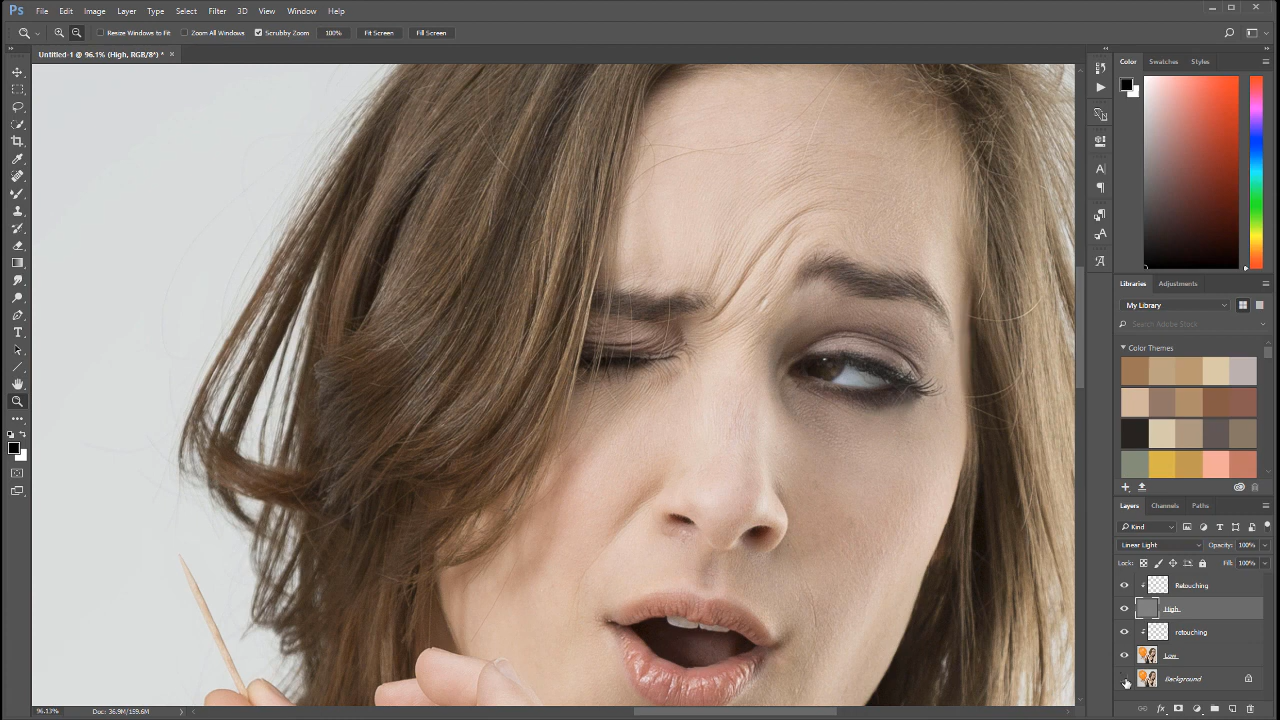 Ps File Edit Image Layer Type Select Filter 3D View Window Help
Resize Windows to Fit Zoom All Windows Scrubby Zoom 100% Fit Screen Fill Screen
Untitled-1 @ 96.1% (High, RGB/8*) * ×
Color Swatches Styles
Libraries Adjustments
My Library
Search Adobe Stock
Color Themes
Layers Channels Paths
Kind
Linear Light Opacity: 100%
Lock: Fill: 100%
Retouching
High
retouching
Low
Background
96.13% Doc: 36.9M/159.6M